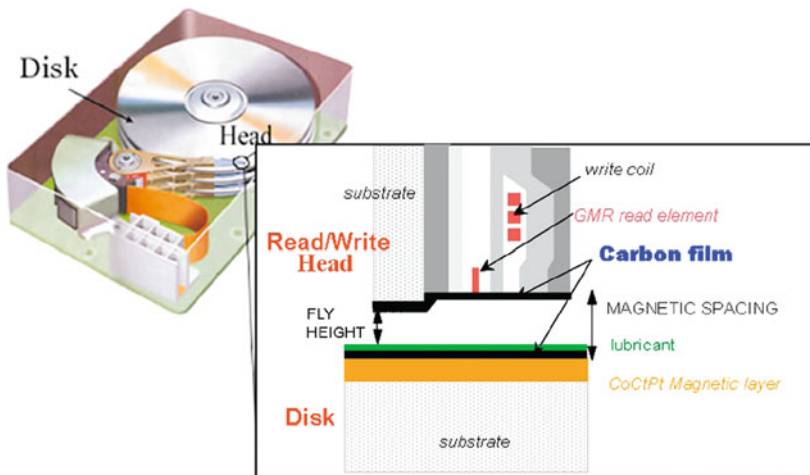 Disk
Head
substrate
write coil
GMR read element
Read/Write
Head
Carbon film
FLY
HEIGHT
MAGNETIC SPACING
lubricant
CoCtPt Magnetic layer
Disk
substrate